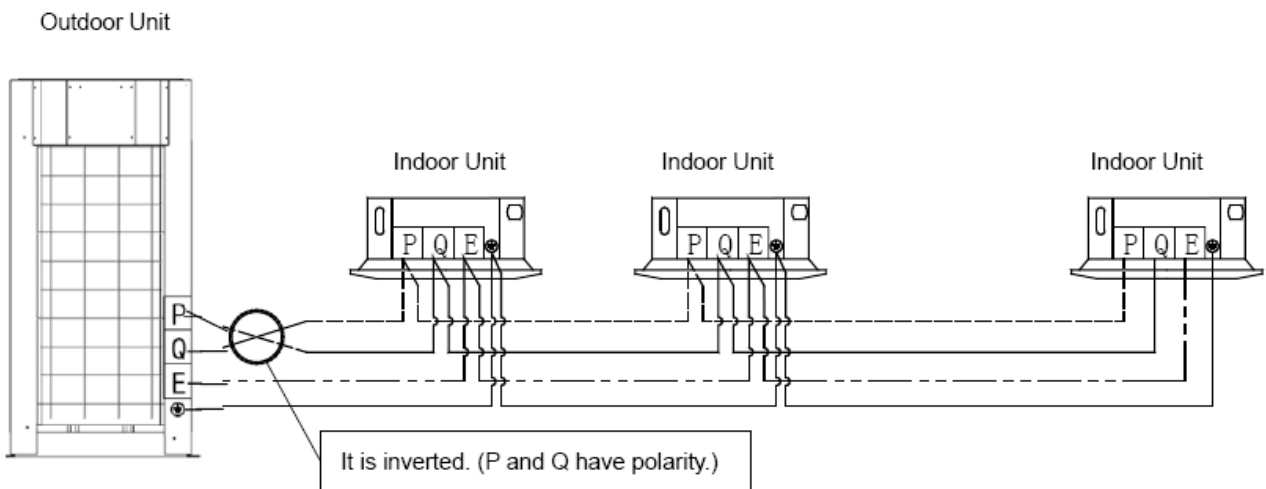 Outdoor Unit
Indoor Unit
Indoor Unit
Indoor Unit
P Q E
P Q E
P Q E
P
Q
E
It is inverted. (P and Q have polarity.)